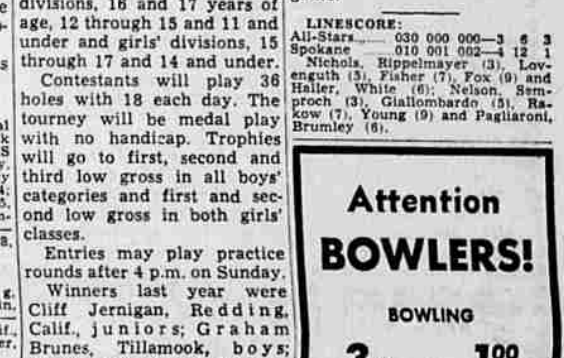 divisions, 16 and 17 years of
age, 12 through 15 and 11 and
under and girls' divisions, 15
through 17 and 14 and under.
Contestants will play 36
holes with 18 each day. The
tourney will be medal play
with no handicap. Trophies
will go to first, second and
third low gross in all boys'
categories and first and sec-
ond low gross in both girls'
classes.
Entries may play practice
rounds after 4 p.m. on Sunday.
Winners last year were
Cliff Jernigan, Redding,
Calif., juniors; Graham
Brunes, Tillamook, boys;
LINESCORE:
All-Stars...... 030 000 000—3 6 3
Spokane ...... 010 001 002—4 12 1
Nichols, Rippelmayer (3), Lov-
enguth (5), Fisher (7), Fox (9) and
Haller, White (6); Nelson, Sem-
proch (3), Giallombardo (5), Ra-
kow (7), Young (9) and Pagliaroni,
Brumley (6).
Attention
BOWLERS!
BOWLING
3 1.00